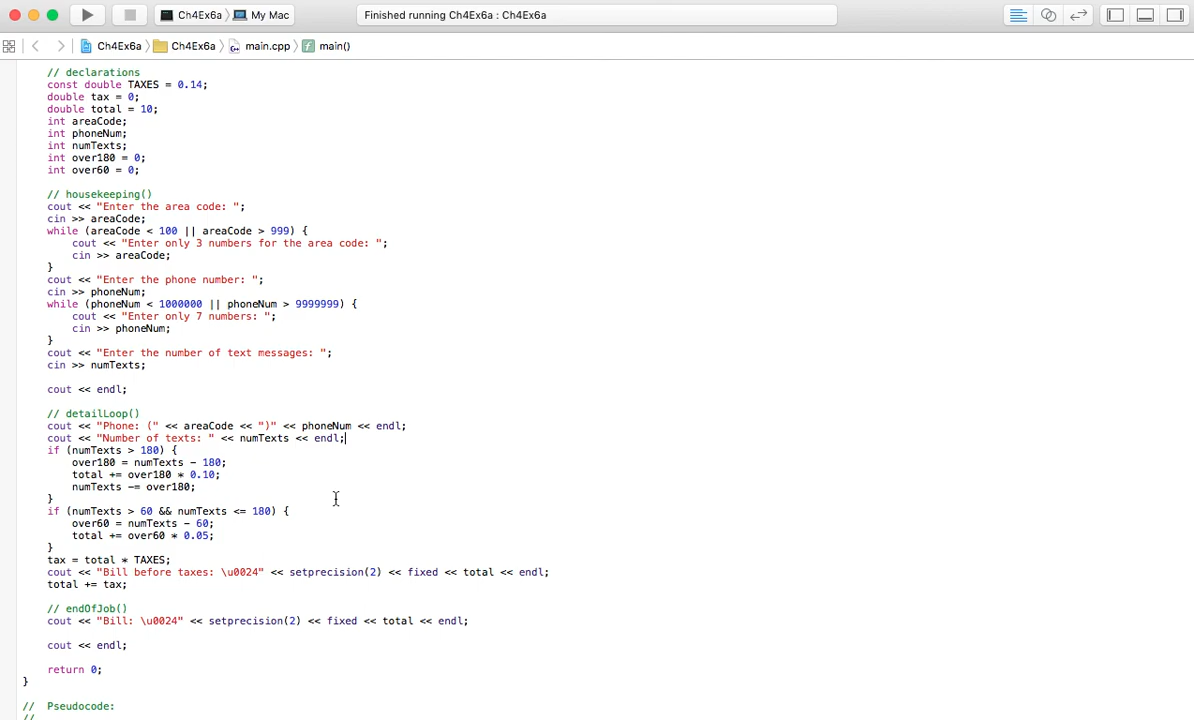 Ch4Ex6a 〉 My Mac
Finished running Ch4Ex6a : Ch4Ex6a
Ch4Ex6a 〉 Ch4Ex6a 〉 main.cpp 〉 main()
// declarations
const double TAXES = 0.14;
double tax = 0;
double total = 10;
int areaCode;
int phoneNum;
int numTexts;
int over180 = 0;
int over60 = 0;
// housekeeping()
cout << "Enter the area code: ";
cin >> areaCode;
while (areaCode < 100 || areaCode > 999) {
cout << "Enter only 3 numbers for the area code: ";
cin >> areaCode;
}
cout << "Enter the phone number: ";
cin >> phoneNum;
while (phoneNum < 1000000 || phoneNum > 9999999) {
cout << "Enter only 7 numbers: ";
cin >> phoneNum;
}
cout << "Enter the number of text messages: ";
cin >> numTexts;
cout << endl;
// detailLoop()
cout << "Phone: (" << areaCode << ")" << phoneNum << endl;
cout << "Number of texts: " << numTexts << endl;
if (numTexts > 180) {
over180 = numTexts - 180;
total += over180 * 0.10;
numTexts -= over180;
}
if (numTexts > 60 && numTexts <= 180) {
over60 = numTexts - 60;
total += over60 * 0.05;
}
tax = total * TAXES;
cout << "Bill before taxes: \u0024" << setprecision(2) << fixed << total << endl;
total += tax;
// endOfJob()
cout << "Bill: \u0024" << setprecision(2) << fixed << total << endl;
cout << endl;
return 0;
}
// Pseudocode:
//